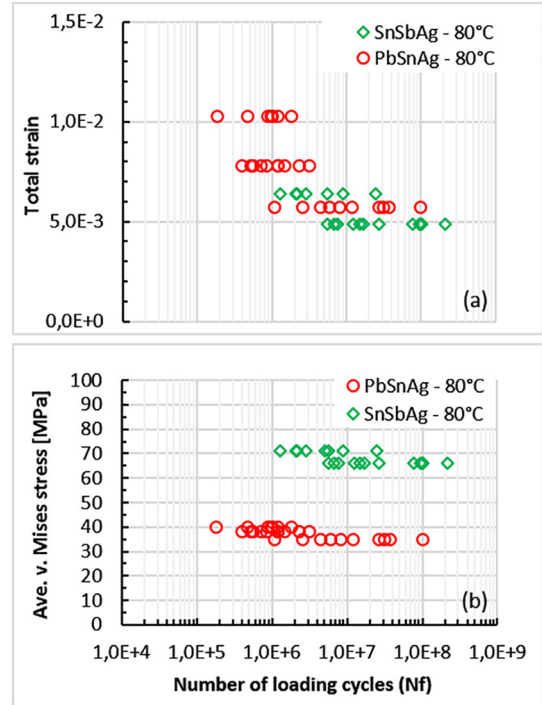 1,5E-2
SnSbAg - 80°C
PbSnAg - 80°C
1,0E-2
Total strain
5,0E-3
0,0E+0
(a)
100
90
80
70
60
50
40
30
20
10
0
Ave. v. Mises stress [MPa]
PbSnAg - 80°C
SnSbAg - 80°C
(b)
1,0E+4 1,0E+5 1,0E+6 1,0E+7 1,0E+8 1,0E+9
Number of loading cycles (Nf)